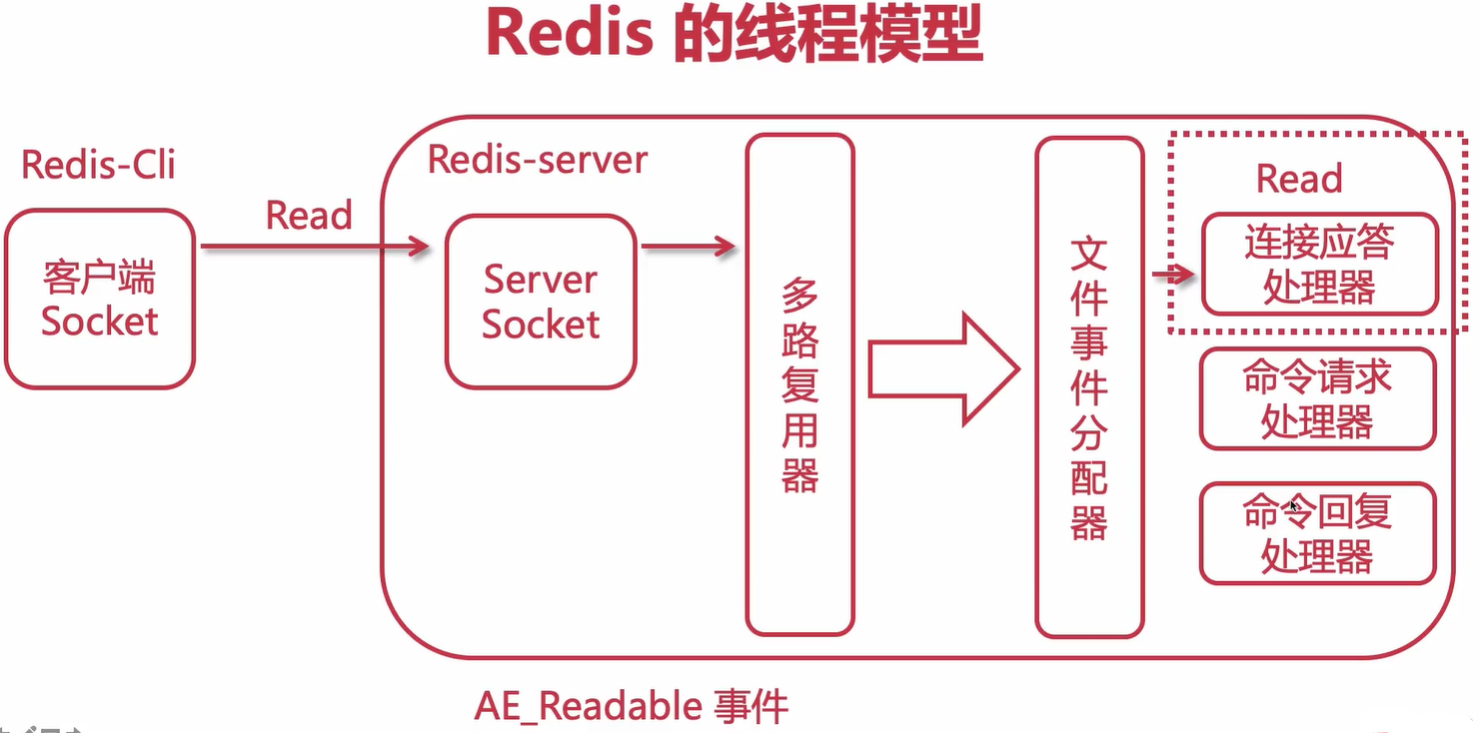 Redis 的线程模型
Redis-Cli
Redis-server
Read
Read
客户端
Socket
Server
Socket
多
路
复
用
器
文
件
事
件
分
配
器
连接应答
处理器
命令请求
处理器
命令回复
处理器
AE_Readable 事件